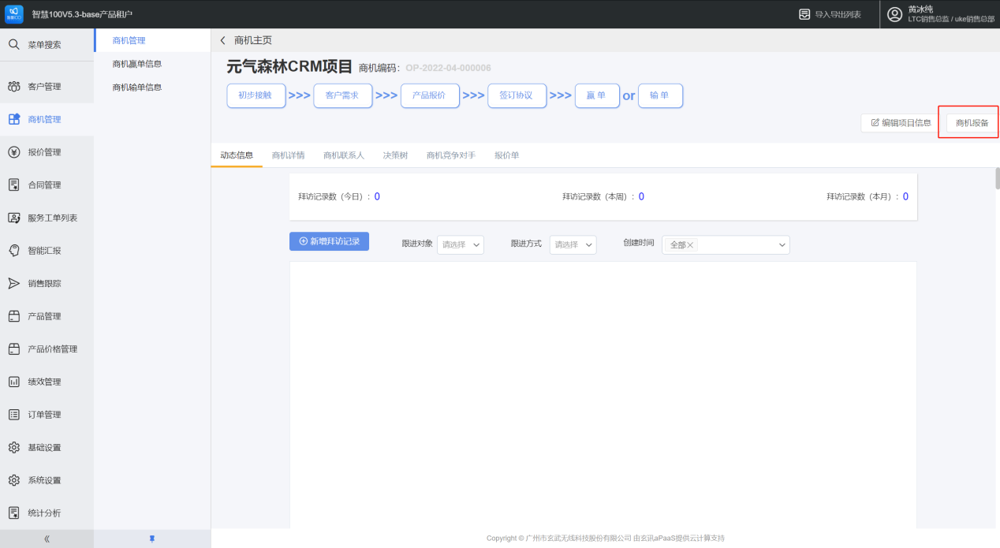 智慧100V5.3-base产品租户
导入导出列表
黄冰纯
LTC销售总监 / uke销售总部
菜单搜索
客户管理
商机管理
报价管理
合同管理
服务工单列表
智能汇报
销售跟踪
产品管理
产品价格管理
绩效管理
订单管理
基础设置
系统设置
统计分析
商机管理
商机赢单信息
商机输单信息
商机主页
元气森林CRM项目 商机编码: OP-2022-04-000006
初步接触 >>> 客户需求 >>> 产品报价 >>> 签订协议 >>> 赢 单 or 输 单
编辑项目信息 商机报备
动态信息 商机详情 商机联系人 决策树 商机竞争对手 报价单
拜访记录数（今日）: 0 拜访记录数（本周）: 0 拜访记录数（本月）: 0
新增拜访记录 跟进对象 请选择 跟进方式 请选择 创建时间 全部
Copyright © 广州市玄武无线科技股份有限公司 由玄讯aPaaS提供云计算支持